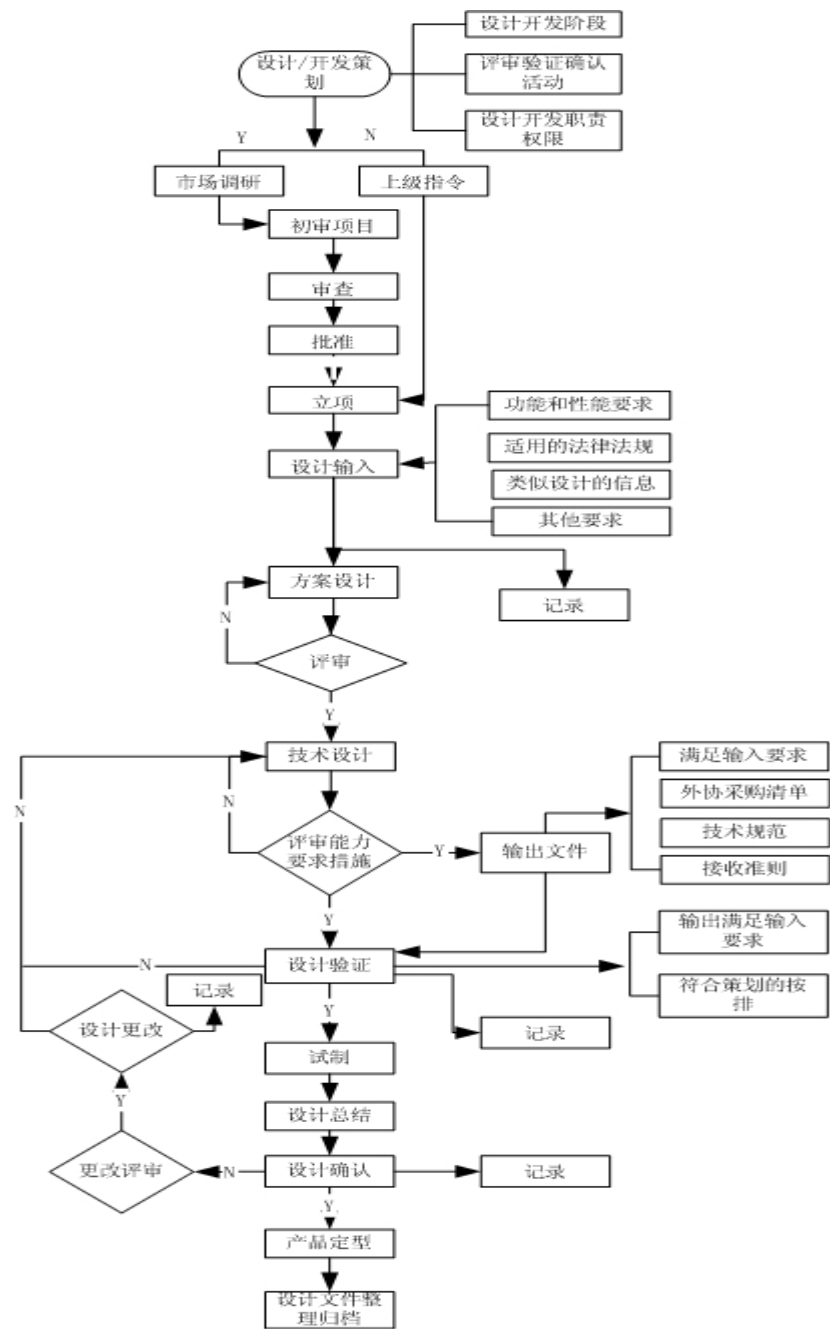 设计开发阶段
设计/开发策
划
评审验证确认
活动
设计开发职责
权限
Y
N
市场调研
上级指令
初审项目
审查
批准
立项
功能和性能要求
适用的法律法规
设计输入
类似设计的信息
其他要求
方案设计
记录
N
评审
Y
技术设计
满足输入要求
N
N
外协采购清单
评审能力
要求措施
Y
输出文件
技术规范
接收准则
Y
输出满足输入
要求
N
设计验证
记录
符合策划的按
排
设计更改
Y
记录
试制
Y
设计总结
更改评审
N
设计确认
记录
Y
产品定型
设计文件整
理归档